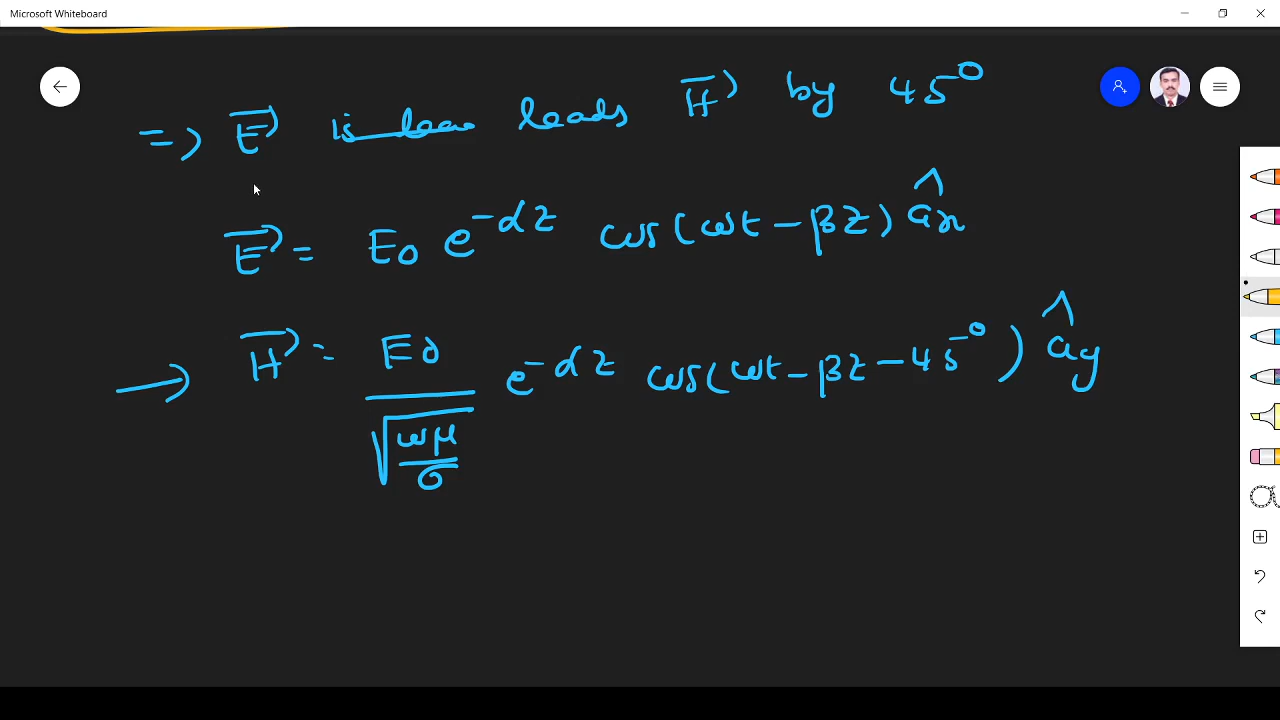 Microsoft Whiteboard
=> E⃗ i̶s̶ ̶l̶e̶a̶ leads H⃗ by 45°
E⃗ = E0 e^{-αz} cos(ωt - βz) âx
→ H⃗ = E0 / √(ωμ/σ) e^{-αz} cos(ωt - βz - 45°) ây